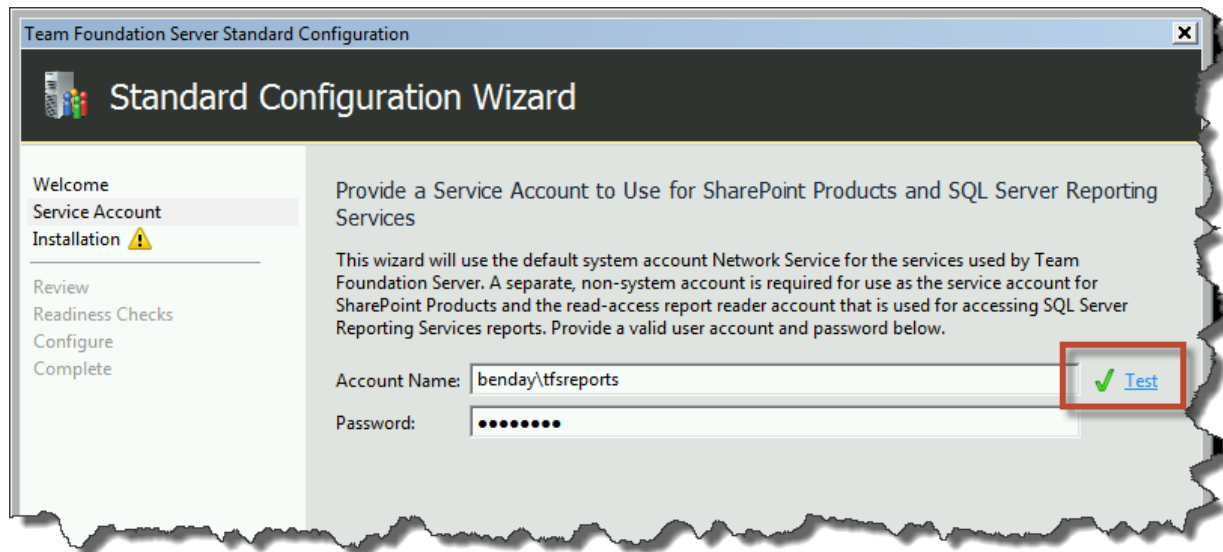 Team Foundation Server Standard Configuration
Standard Configuration Wizard
Welcome
Service Account
Installation
Review
Readiness Checks
Configure
Complete
Provide a Service Account to Use for SharePoint Products and SQL Server Reporting
Services
This wizard will use the default system account Network Service for the services used by Team
Foundation Server. A separate, non-system account is required for use as the service account for
SharePoint Products and the read-access report reader account that is used for accessing SQL Server
Reporting Services reports. Provide a valid user account and password below.
Account Name: benday\tfsreports Test
Password: ●●●●●●●●